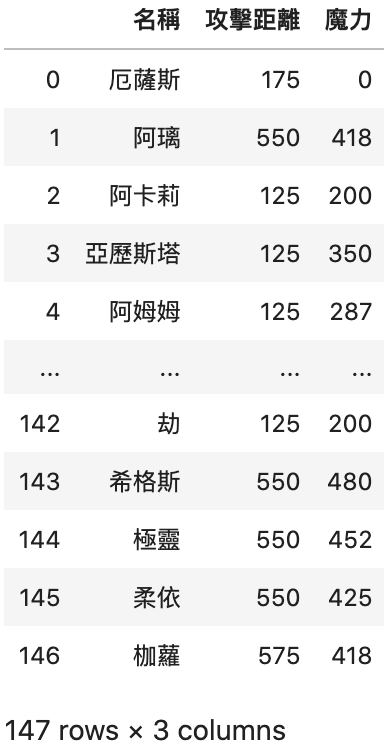 名稱 攻擊距離 魔力
0 厄薩斯 175 0
1 阿璃 550 418
2 阿卡莉 125 200
3 亞歷斯塔 125 350
4 阿姆姆 125 287
... ... ... ...
142 劫 125 200
143 希格斯 550 480
144 極靈 550 452
145 柔依 550 425
146 枷蘿 575 418
147 rows × 3 columns